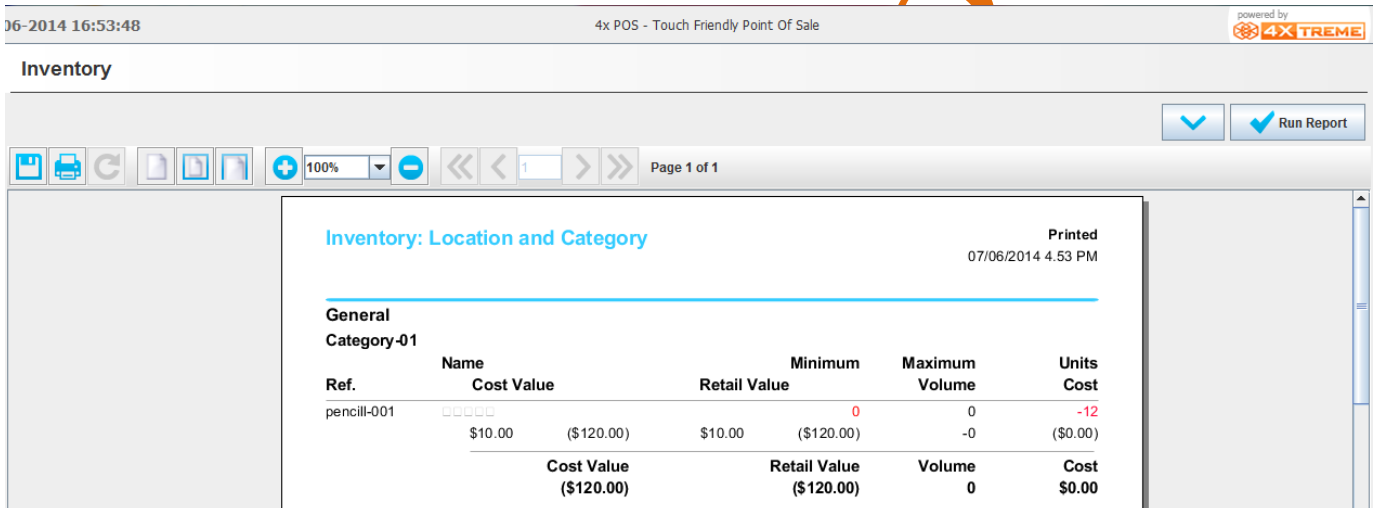 06-2014 16:53:48 4x POS - Touch Friendly Point Of Sale powered by
4X TREME
Inventory
Run Report
100% 1 Page 1 of 1
Inventory: Location and Category Printed
07/06/2014 4.53 PM
General
Category-01
Name Minimum Maximum Units
Ref. Cost Value Retail Value Volume Cost
pencill-001 □□□□□ 0 0 -12
$10.00 ($120.00) $10.00 ($120.00) -0 ($0.00)
Cost Value Retail Value Volume Cost
($120.00) ($120.00) 0 $0.00